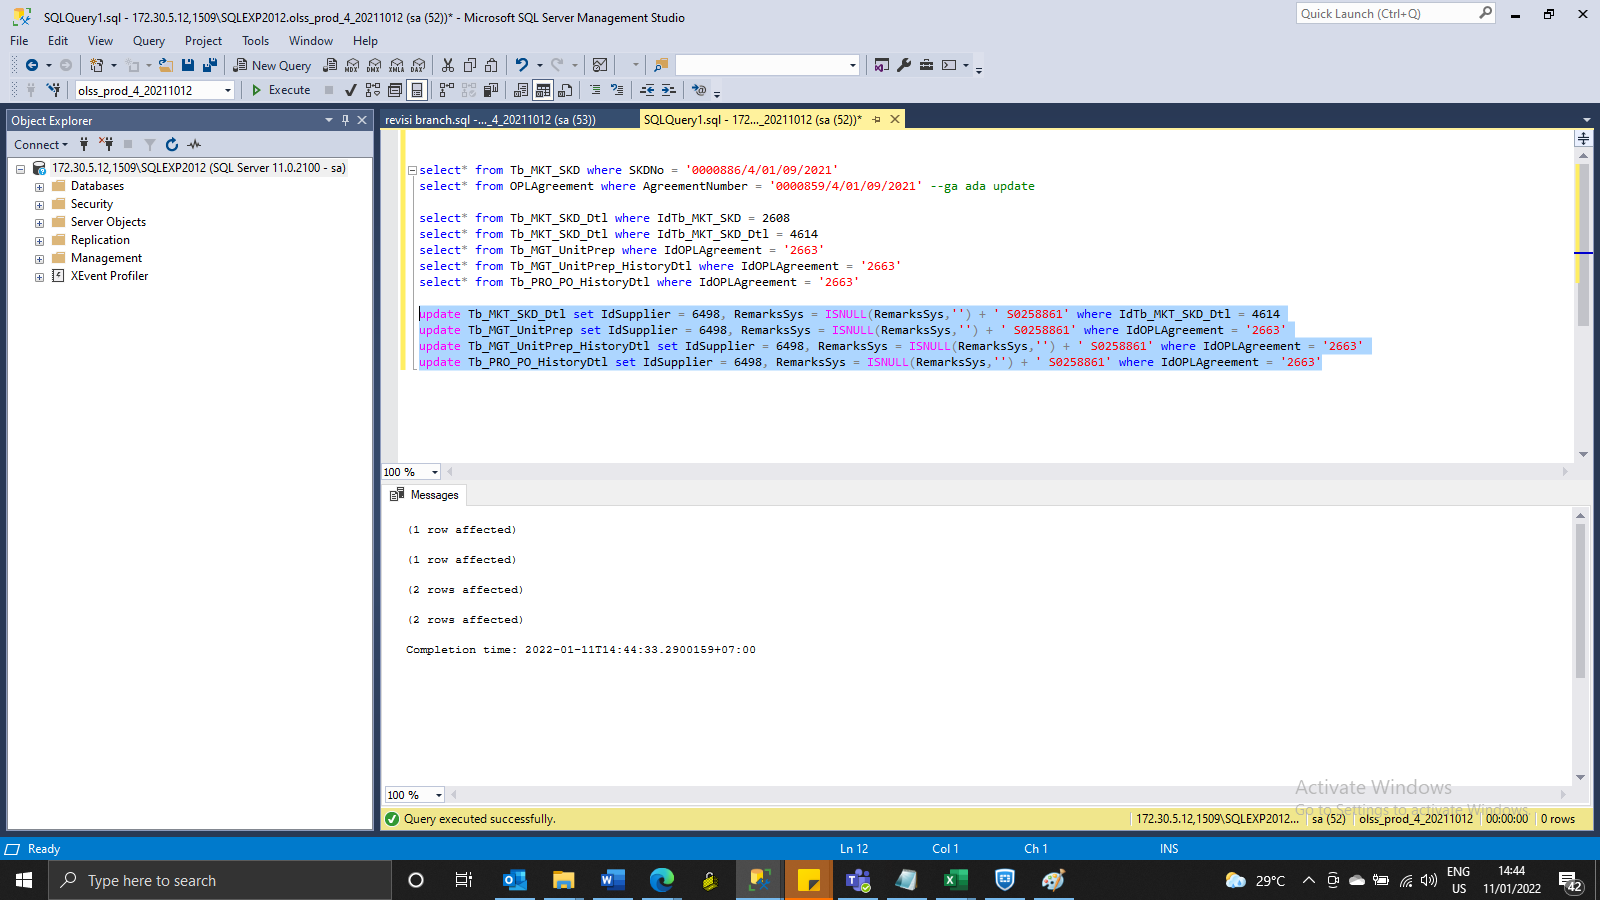 SQLQuery1.sql - 172.30.5.12,1509\SQLEXP2012.olss_prod_4_20211012 (sa (52))* - Microsoft SQL Server Management Studio
Quick Launch (Ctrl+Q)
File Edit View Query Project Tools Window Help
New Query
MDX DMX XMLA DAX
olss_prod_4_20211012 Execute
Object Explorer
revisi branch.sql -..._4_20211012 (sa (53))
SQLQuery1.sql - 172..._20211012 (sa (52))*
Connect
172.30.5.12,1509\SQLEXP2012 (SQL Server 11.0.2100 - sa)
Databases
Security
Server Objects
Replication
Management
XEvent Profiler
select* from Tb_MKT_SKD where SKDNo = '0000886/4/01/09/2021'
select* from OPLAgreement where AgreementNumber = '0000859/4/01/09/2021' --ga ada update
select* from Tb_MKT_SKD_Dtl where IdTb_MKT_SKD = 2608
select* from Tb_MKT_SKD_Dtl where IdTb_MKT_SKD_Dtl = 4614
select* from Tb_MGT_UnitPrep where IdOPLAgreement = '2663'
select* from Tb_MGT_UnitPrep_HistoryDtl where IdOPLAgreement = '2663'
select* from Tb_PRO_PO_HistoryDtl where IdOPLAgreement = '2663'
update Tb_MKT_SKD_Dtl set IdSupplier = 6498, RemarksSys = ISNULL(RemarksSys,'') + ' S0258861' where IdTb_MKT_SKD_Dtl = 4614
update Tb_MGT_UnitPrep set IdSupplier = 6498, RemarksSys = ISNULL(RemarksSys,'') + ' S0258861' where IdOPLAgreement = '2663'
update Tb_MGT_UnitPrep_HistoryDtl set IdSupplier = 6498, RemarksSys = ISNULL(RemarksSys,'') + ' S0258861' where IdOPLAgreement = '2663'
update Tb_PRO_PO_HistoryDtl set IdSupplier = 6498, RemarksSys = ISNULL(RemarksSys,'') + ' S0258861' where IdOPLAgreement = '2663'
100 %
Messages
(1 row affected)
(1 row affected)
(2 rows affected)
(2 rows affected)
Completion time: 2022-01-11T14:44:33.2900159+07:00
100 %
Activate Windows
Go to Settings to activate Windows.
Query executed successfully.
172.30.5.12,1509\SQLEXP2012... sa (52) olss_prod_4_20211012 00:00:00 0 rows
Ready Ln 12 Col 1 Ch 1 INS
Type here to search
29°C
ENG
US
14:44
11/01/2022
42